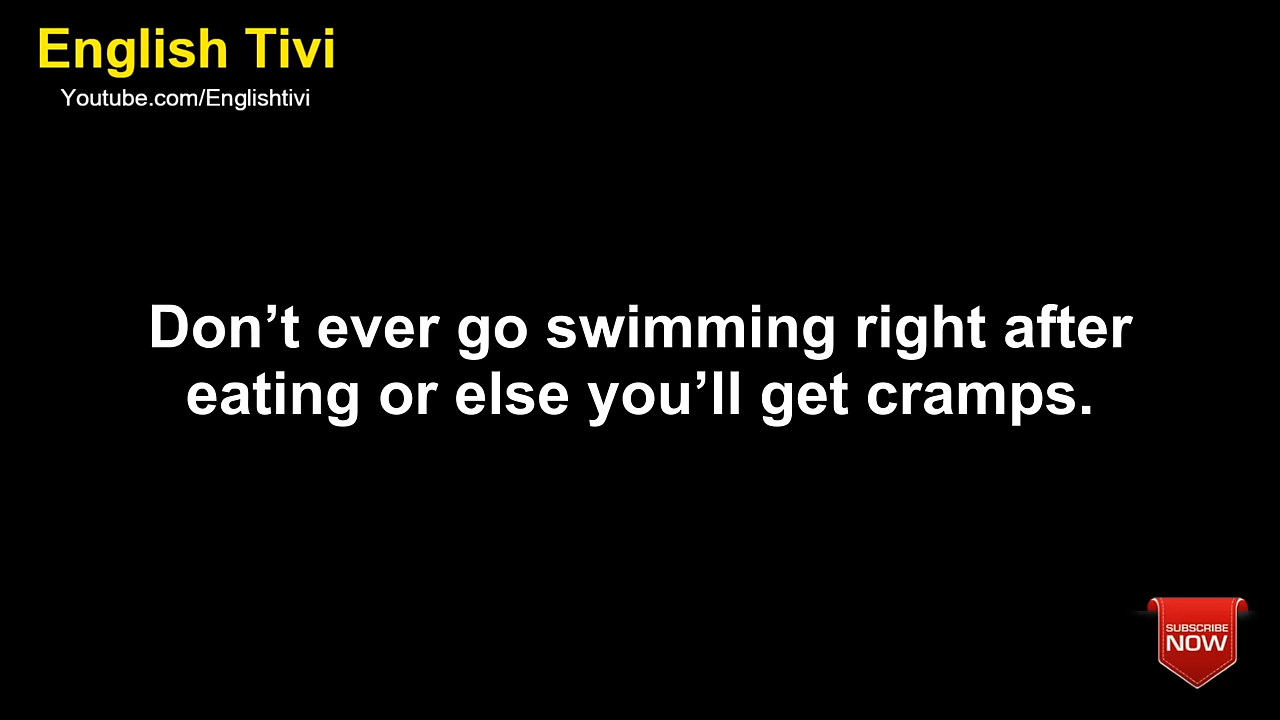 English Tivi
Youtube.com/Englishtivi
Don’t ever go swimming right after
eating or else you’ll get cramps.
SUBSCRIBE
NOW